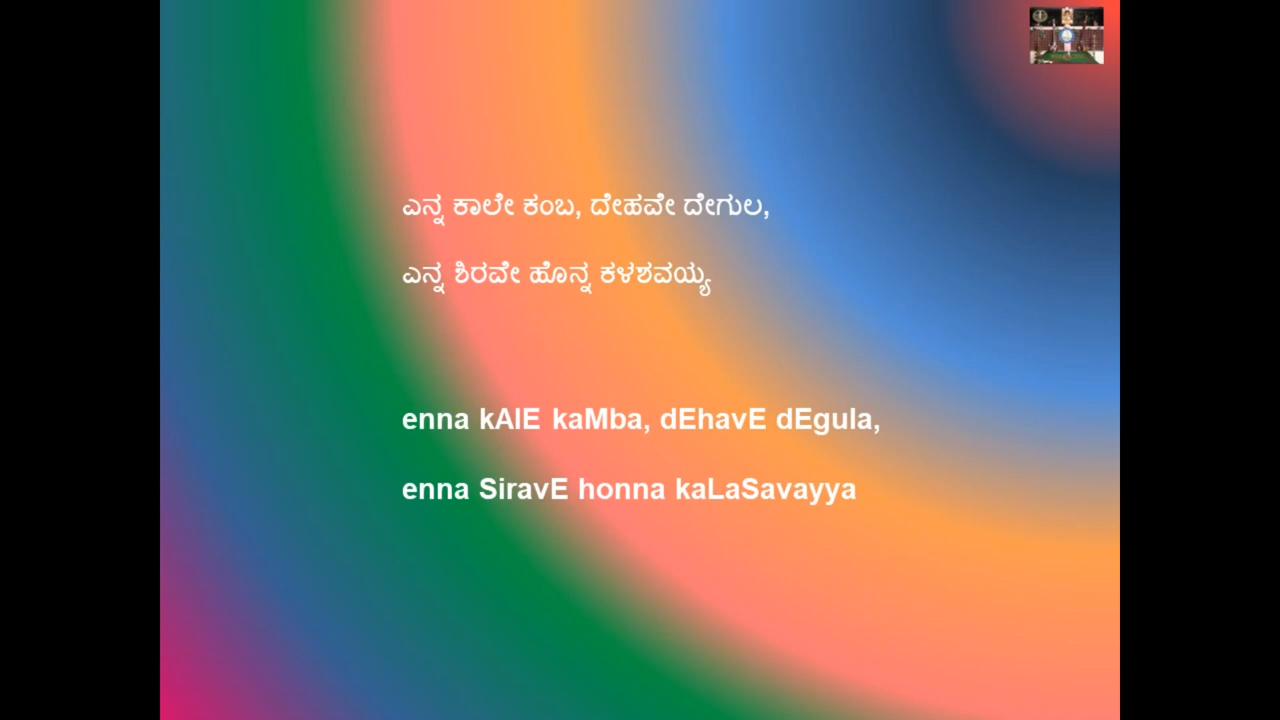 ಎನ್ನ ಕಾಲೇ ಕಂಬ, ದೇಹವೇ ದೇಗುಲ,
ಎನ್ನ ಶಿರವೇ ಹೊನ್ನ ಕಳಶವಯ್ಯ
enna kAlE kaMba, dEhavE dEgula,
enna SiravE honna kaLaSavayya